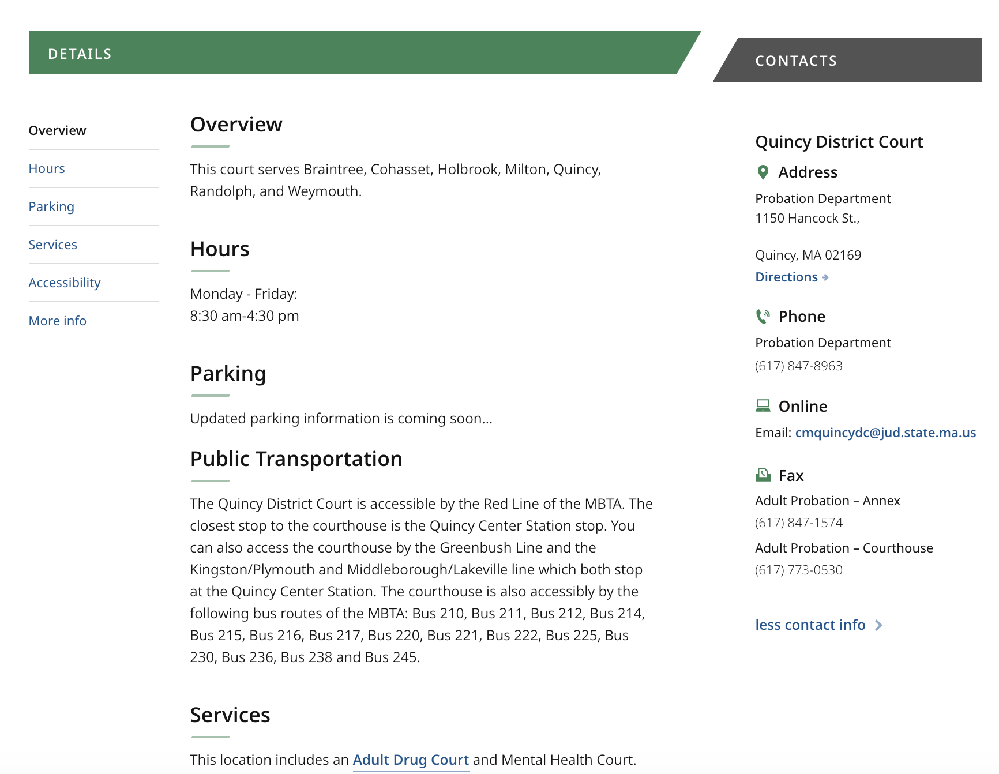 DETAILS
CONTACTS
Overview
Hours
Parking
Services
Accessibility
More info
Overview
This court serves Braintree, Cohasset, Holbrook, Milton, Quincy,
Randolph, and Weymouth.
Hours
Monday - Friday:
8:30 am-4:30 pm
Parking
Updated parking information is coming soon...
Public Transportation
The Quincy District Court is accessible by the Red Line of the MBTA. The
closest stop to the courthouse is the Quincy Center Station stop. You
can also access the courthouse by the Greenbush Line and the
Kingston/Plymouth and Middleborough/Lakeville line which both stop
at the Quincy Center Station. The courthouse is also accessibly by the
following bus routes of the MBTA: Bus 210, Bus 211, Bus 212, Bus 214,
Bus 215, Bus 216, Bus 217, Bus 220, Bus 221, Bus 222, Bus 225, Bus
230, Bus 236, Bus 238 and Bus 245.
Services
This location includes an Adult Drug Court and Mental Health Court.
Quincy District Court
Address
Probation Department
1150 Hancock St.,
Quincy, MA 02169
Directions
Phone
Probation Department
(617) 847-8963
Online
Email: cmquincydc@jud.state.ma.us
Fax
Adult Probation – Annex
(617) 847-1574
Adult Probation – Courthouse
(617) 773-0530
less contact info